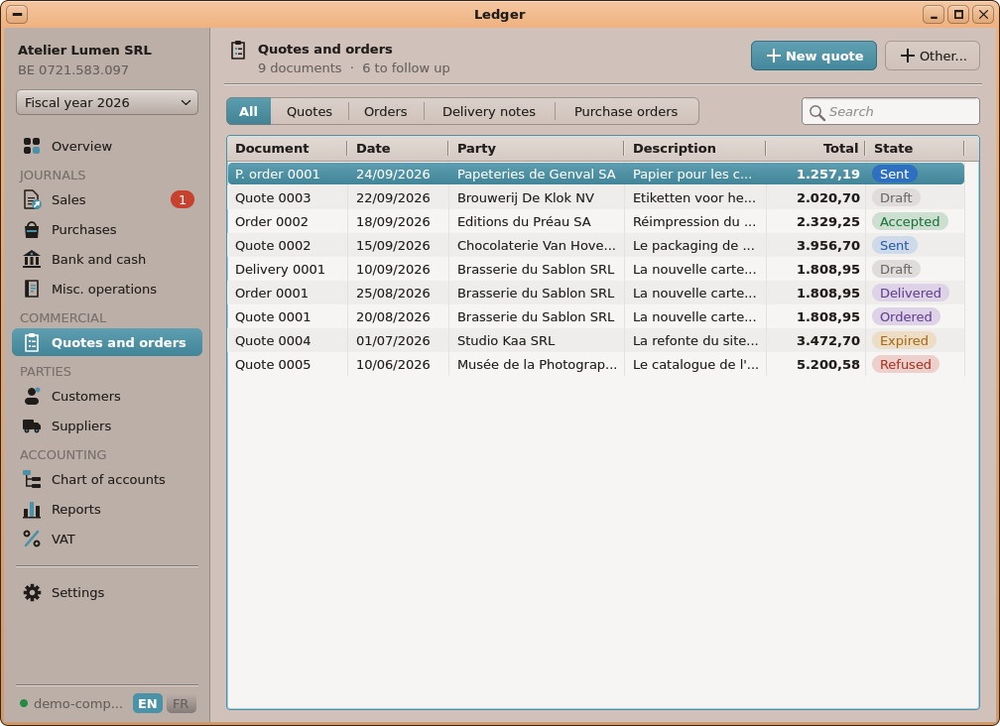 Ledger
Atelier Lumen SRL
BE 0721.583.097
Fiscal year 2026
Overview
JOURNALS
Sales 1
Purchases
Bank and cash
Misc. operations
COMMERCIAL
Quotes and orders
PARTIES
Customers
Suppliers
ACCOUNTING
Chart of accounts
Reports
VAT
Settings
demo-comp... EN FR
Quotes and orders
9 documents · 6 to follow up
New quote
Other...
All Quotes Orders Delivery notes Purchase orders
Search
Document Date Party Description Total State
P. order 0001 24/09/2026 Papeteries de Genval SA Papier pour les c... 1.257,19 Sent
Quote 0003 22/09/2026 Brouwerij De Klok NV Etiketten voor he... 2.020,70 Draft
Order 0002 18/09/2026 Editions du Préau SA Réimpression du ... 2.329,25 Accepted
Quote 0002 15/09/2026 Chocolaterie Van Hove... Le packaging de ... 3.956,70 Sent
Delivery 0001 10/09/2026 Brasserie du Sablon SRL La nouvelle carte... 1.808,95 Draft
Order 0001 25/08/2026 Brasserie du Sablon SRL La nouvelle carte... 1.808,95 Delivered
Quote 0001 20/08/2026 Brasserie du Sablon SRL La nouvelle carte... 1.808,95 Ordered
Quote 0004 01/07/2026 Studio Kaa SRL La refonte du site... 3.472,70 Expired
Quote 0005 10/06/2026 Musée de la Photograp... Le catalogue de l'... 5.200,58 Refused